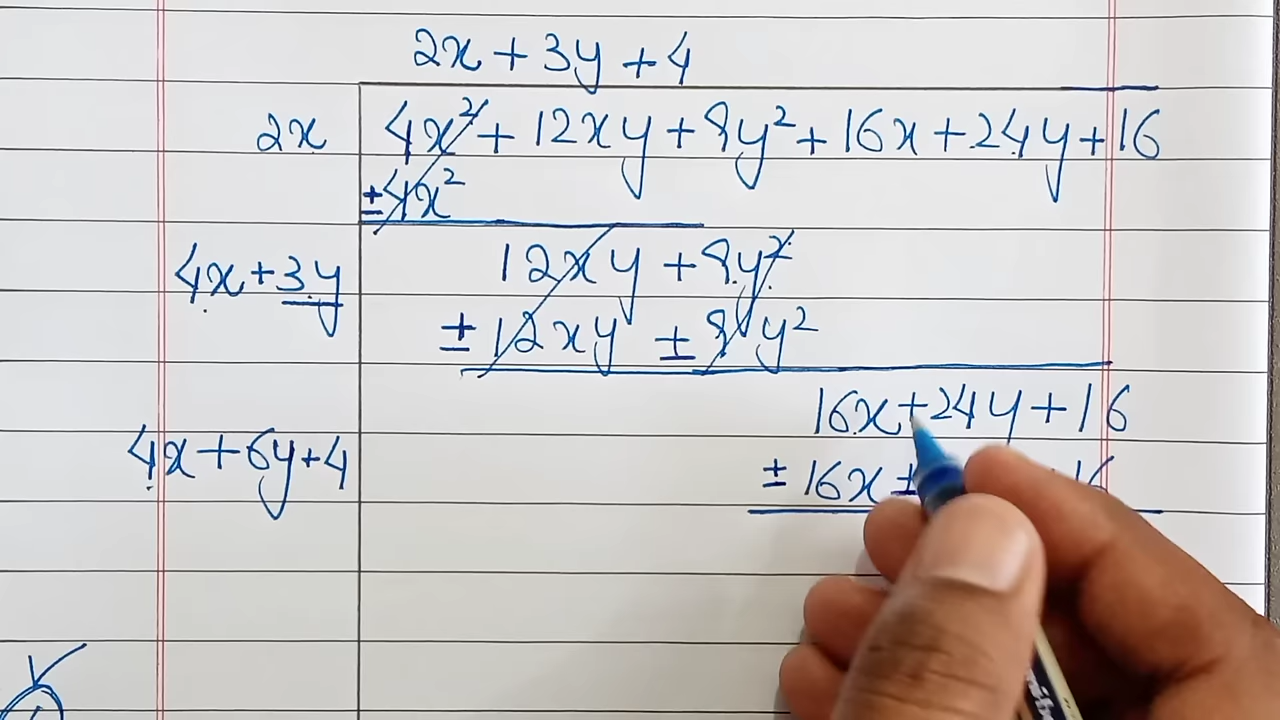 2x + 3y + 4
2x 4x² + 12xy + 9y² + 16x + 24y + 16
± 4x²
4x + 3y 12xy + 9y²
± 12xy ± 9y²
16x + 24y + 16
4x + 6y + 4 ± 16x ± 16